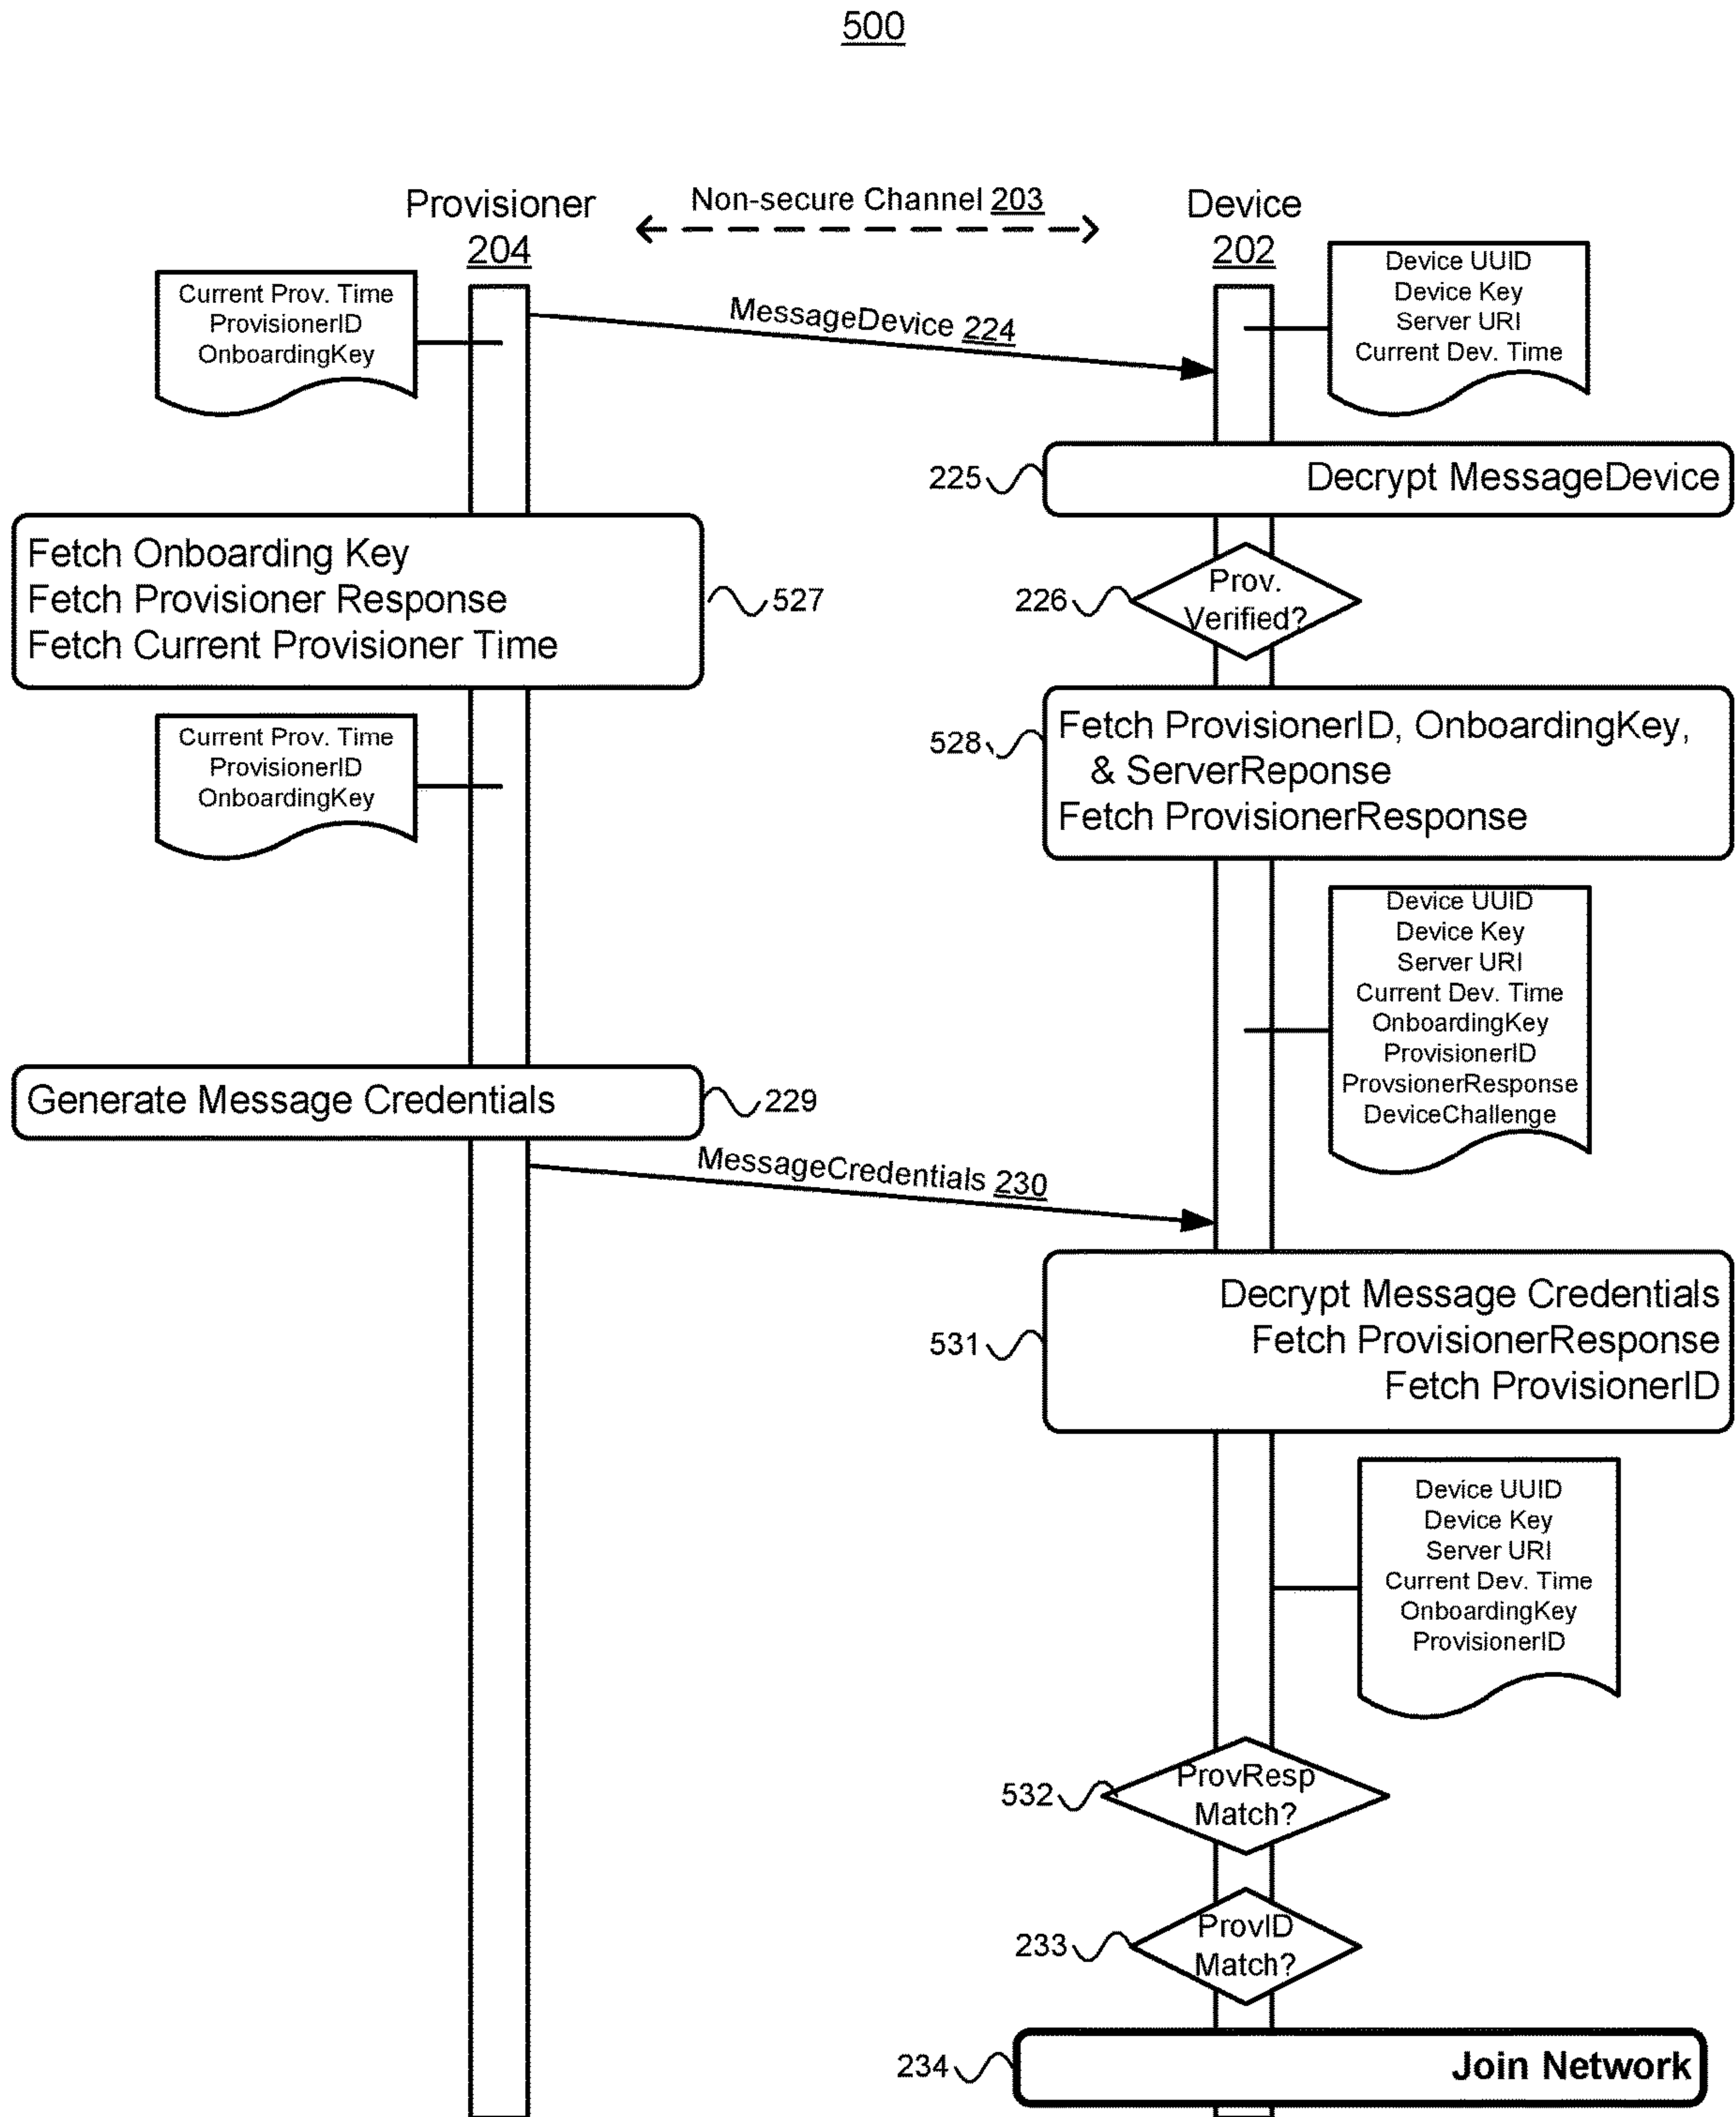 500
Provisioner
204
Non-secure Channel 203
Device
202
Current Prov. Time
ProvisionerID
OnboardingKey
MessageDevice 224
Device UUID
Device Key
Server URI
Current Dev. Time
225
Decrypt MessageDevice
Fetch Onboarding Key
Fetch Provisioner Response
Fetch Current Provisioner Time
527
226
Prov.
Verified?
Current Prov. Time
ProvisionerID
OnboardingKey
528
Fetch ProvisionerID, OnboardingKey,
& ServerReponse
Fetch ProvisionerResponse
Device UUID
Device Key
Server URI
Current Dev. Time
OnboardingKey
ProvisionerID
ProvsionerResponse
DeviceChallenge
Generate Message Credentials
229
MessageCredentials 230
531
Decrypt Message Credentials
Fetch ProvisionerResponse
Fetch ProvisionerID
Device UUID
Device Key
Server URI
Current Dev. Time
OnboardingKey
ProvisionerID
532
ProvResp
Match?
233
ProvID
Match?
234
Join Network